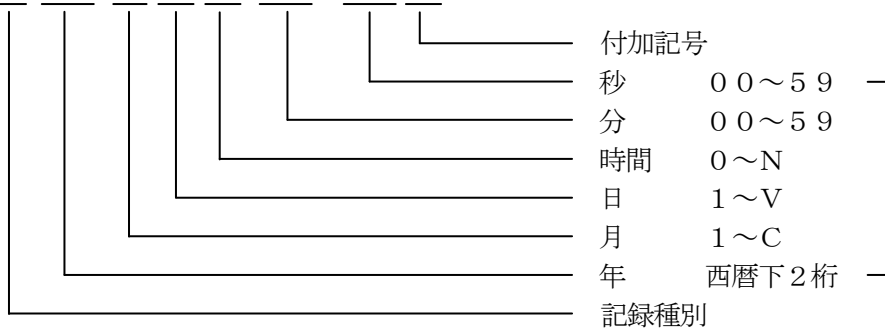 付加記号
秒　００～５９
分　００～５９
時間　０～N
日　１～V
月　１～C
年　西暦下２桁
記録種別